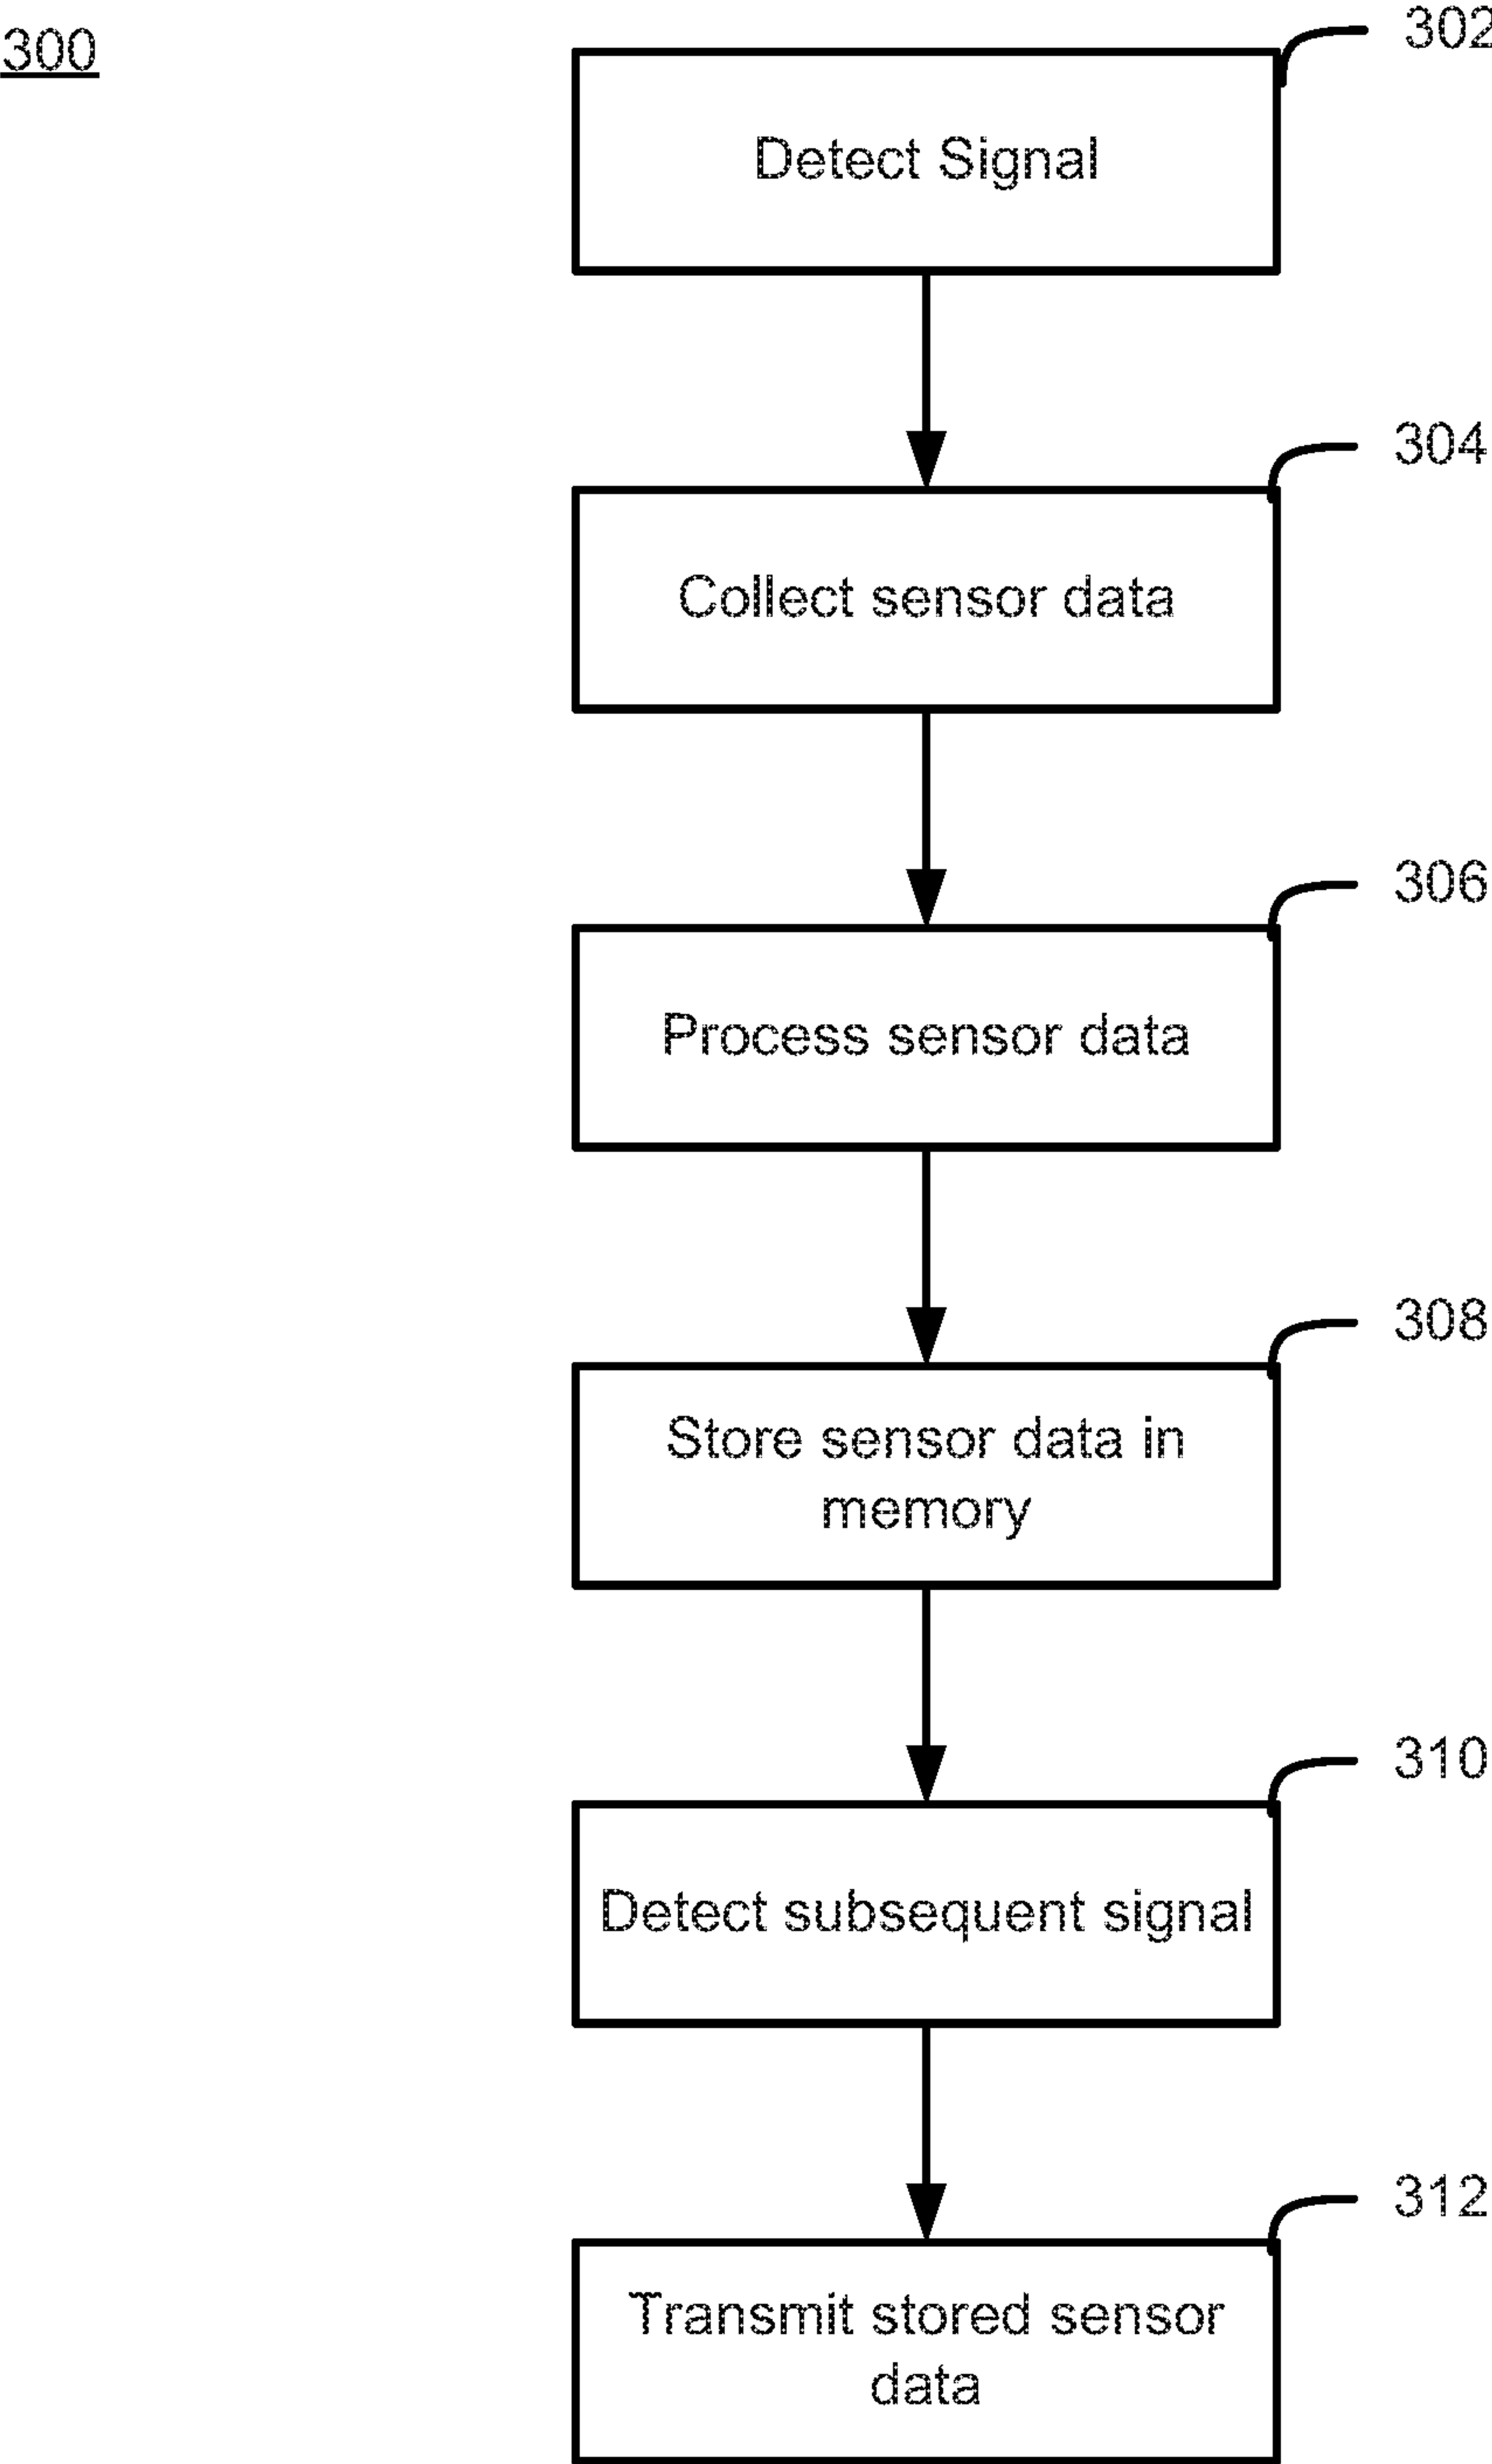 300
302
Detect Signal
304
Collect sensor data
306
Process sensor data
308
Store sensor data in
memory
310
Detect subsequent signal
312
Transmit stored sensor
data